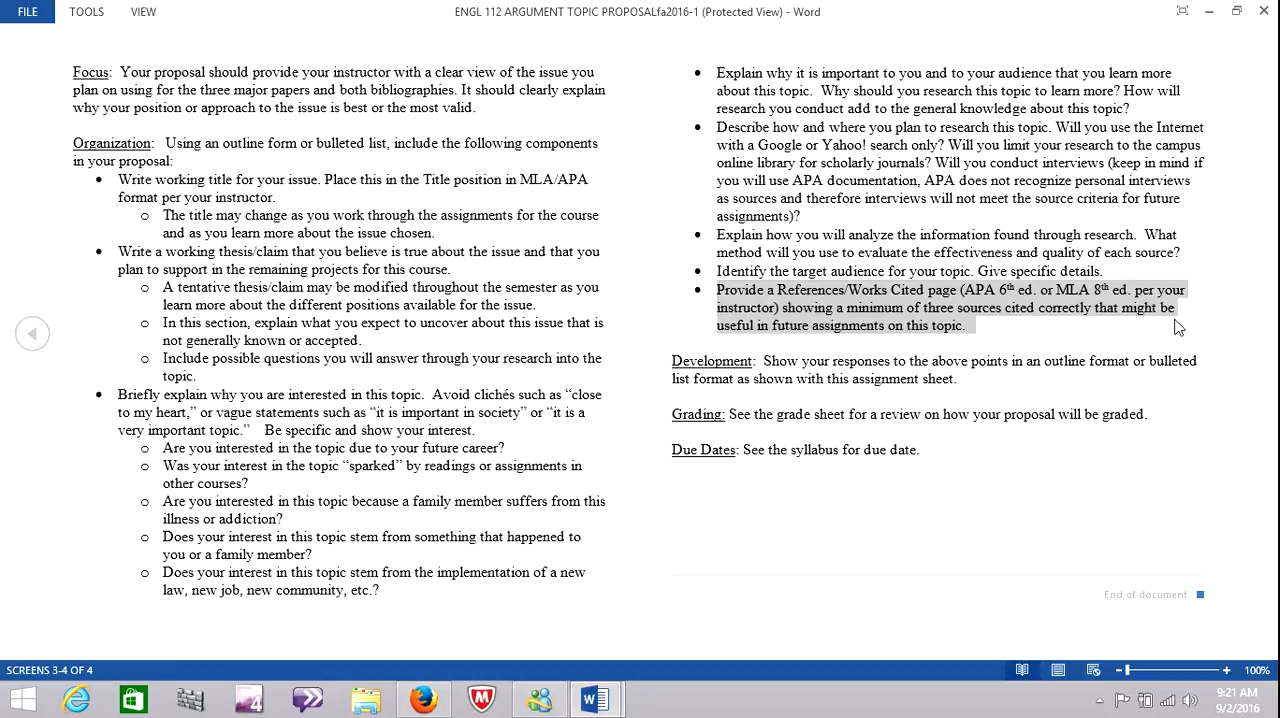 FILE TOOLS VIEW ENGL 112 ARGUMENT TOPIC PROPOSALfa2016-1 (Protected View) - Word
Focus: Your proposal should provide your instructor with a clear view of the issue you
plan on using for the three major papers and both bibliographies. It should clearly explain
why your position or approach to the issue is best or the most valid.
Organization: Using an outline form or bulleted list, include the following components
in your proposal:
• Write working title for your issue. Place this in the Title position in MLA/APA
format per your instructor.
o The title may change as you work through the assignments for the course
and as you learn more about the issue chosen.
• Write a working thesis/claim that you believe is true about the issue and that you
plan to support in the remaining projects for this course.
o A tentative thesis/claim may be modified throughout the semester as you
learn more about the different positions available for the issue.
o In this section, explain what you expect to uncover about this issue that is
not generally known or accepted.
o Include possible questions you will answer through your research into the
topic.
• Briefly explain why you are interested in this topic. Avoid clichés such as “close
to my heart,” or vague statements such as “it is important in society” or “it is a
very important topic.” Be specific and show your interest.
o Are you interested in the topic due to your future career?
o Was your interest in the topic “sparked” by readings or assignments in
other courses?
o Are you interested in this topic because a family member suffers from this
illness or addiction?
o Does your interest in this topic stem from something that happened to
you or a family member?
o Does your interest in this topic stem from the implementation of a new
law, new job, new community, etc.?
• Explain why it is important to you and to your audience that you learn more
about this topic. Why should you research this topic to learn more? How will
research you conduct add to the general knowledge about this topic?
• Describe how and where you plan to research this topic. Will you use the Internet
with a Google or Yahoo! search only? Will you limit your research to the campus
online library for scholarly journals? Will you conduct interviews (keep in mind if
you will use APA documentation, APA does not recognize personal interviews
as sources and therefore interviews will not meet the source criteria for future
assignments)?
• Explain how you will analyze the information found through research. What
method will you use to evaluate the effectiveness and quality of each source?
• Identify the target audience for your topic. Give specific details.
• Provide a References/Works Cited page (APA 6th ed. or MLA 8th ed. per your
instructor) showing a minimum of three sources cited correctly that might be
useful in future assignments on this topic.
Development: Show your responses to the above points in an outline format or bulleted
list format as shown with this assignment sheet.
Grading: See the grade sheet for a review on how your proposal will be graded.
Due Dates: See the syllabus for due date.
End of document
SCREENS 3-4 OF 4 100%
9:21 AM
9/2/2016